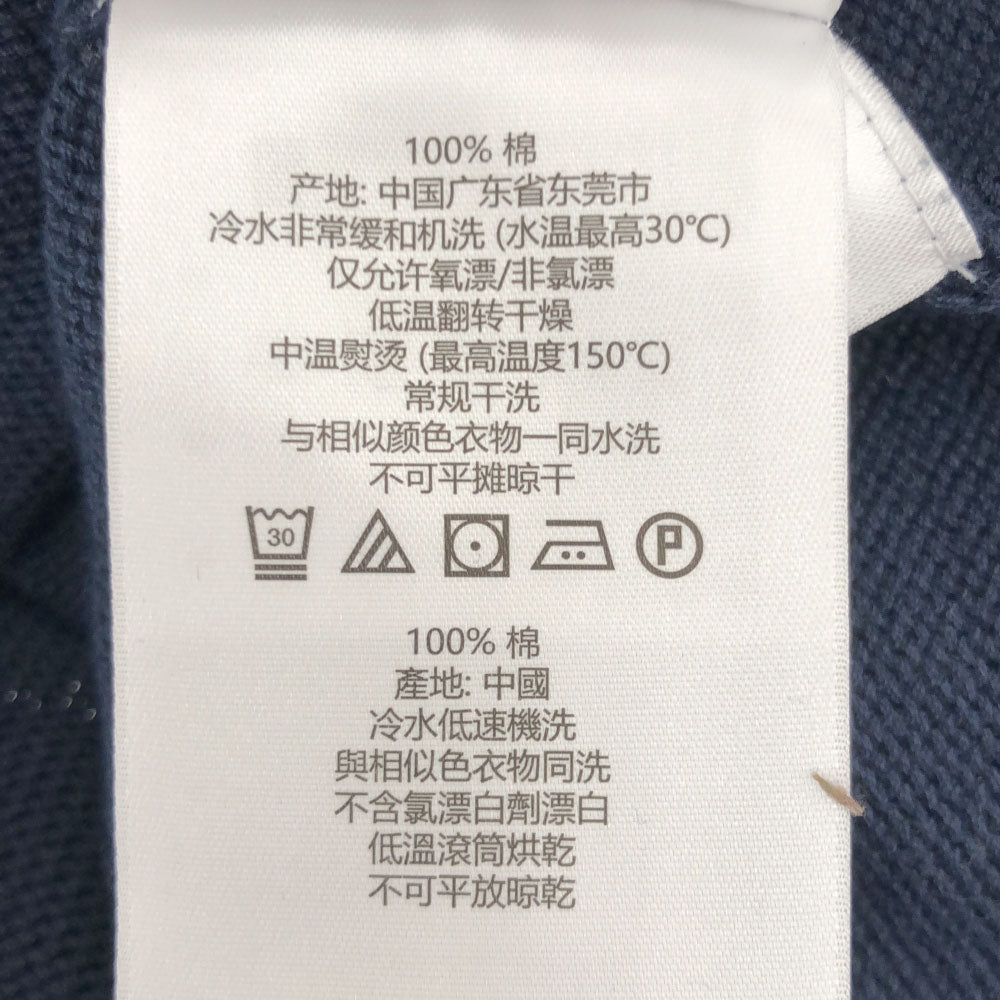 100% 棉
产地: 中国广东省东莞市
冷水非常缓和机洗 (水温最高30℃)
仅允许氧漂/非氯漂
低温翻转干燥
中温熨烫 (最高温度150℃)
常规干洗
与相似颜色衣物一同水洗
不可平摊晾干
30 P
100% 棉
產地: 中國
冷水低速機洗
與相似色衣物同洗
不含氯漂白劑漂白
低溫滾筒烘乾
不可平放晾乾